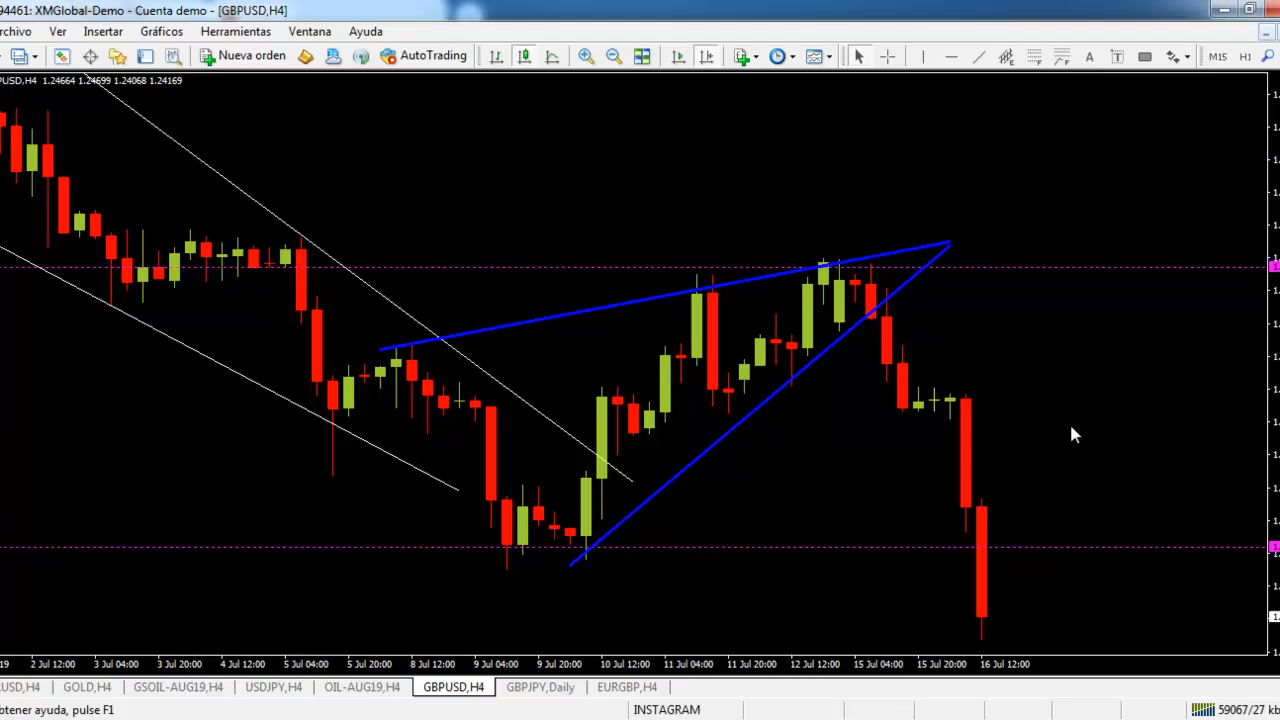 94461: XMGlobal-Demo - Cuenta demo - [GBPUSD,H4]
rchivo Ver Insertar Gráficos Herramientas Ventana Ayuda
Nueva orden AutoTrading A T M15 H1
PUSD,H4 1.24664 1.24699 1.24068 1.24169
19 2 Jul 12:00 3 Jul 04:00 3 Jul 20:00 4 Jul 12:00 5 Jul 04:00 5 Jul 20:00 8 Jul 12:00 9 Jul 04:00 9 Jul 20:00 10 Jul 12:00 11 Jul 04:00 11 Jul 20:00 12 Jul 12:00 15 Jul 04:00 15 Jul 20:00 16 Jul 12:00
RUSD,H4 GOLD,H4 GSOIL-AUG19,H4 USDJPY,H4 OIL-AUG19,H4 GBPUSD,H4 GBPJPY,Daily EURGBP,H4
obtener ayuda, pulse F1 INSTAGRAM 59067/27 kb